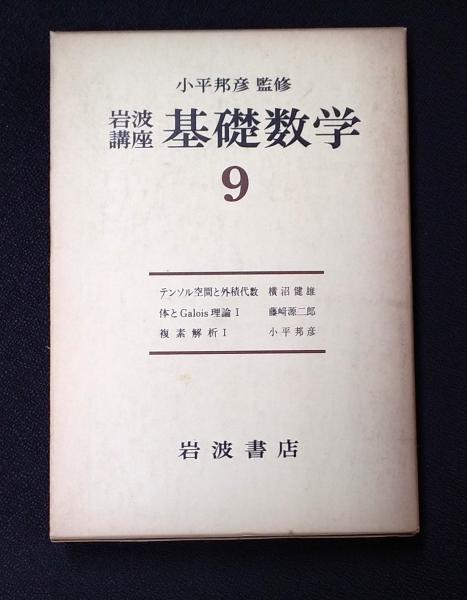 小平邦彦 監修
岩波講座 基礎数学
9
テンソル空間と外積代数 横沼健雄
体とGalois理論 I 藤﨑源二郎
複素解析 I 小平邦彦
岩波書店